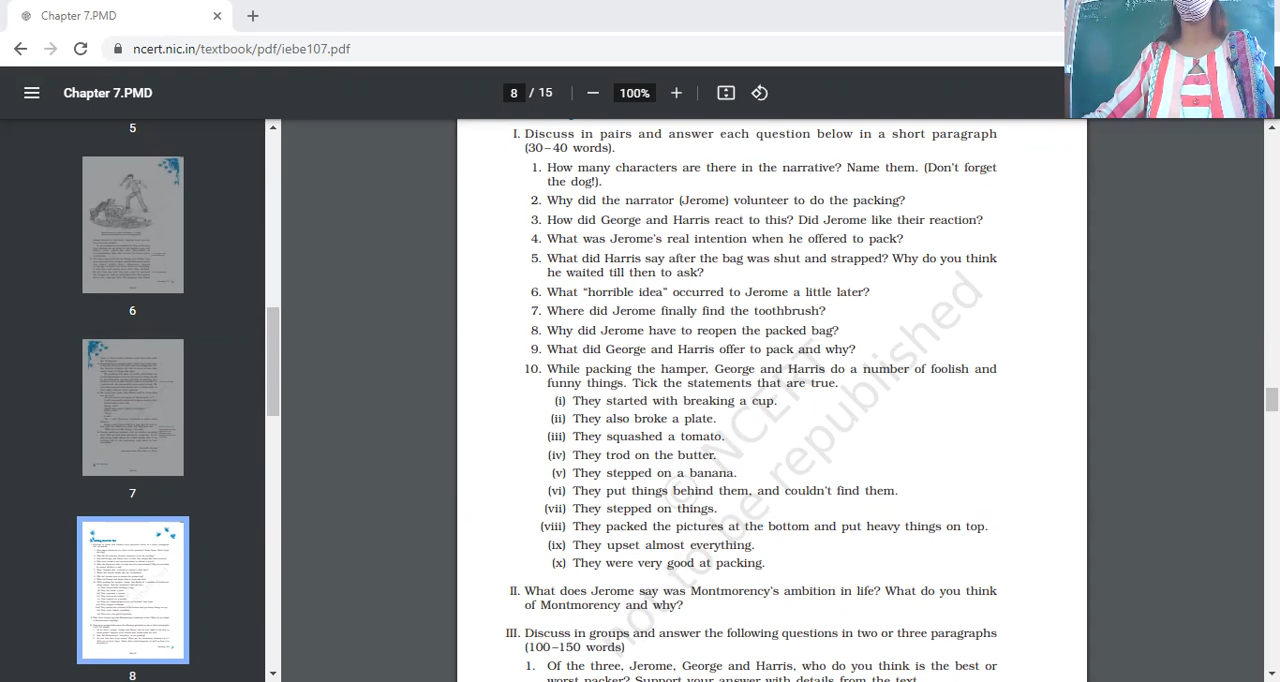 Chapter 7.PMD
ncert.nic.in/textbook/pdf/iebe107.pdf
Chapter 7.PMD
8 / 15
100%
5
6
7
8
I. Discuss in pairs and answer each question below in a short paragraph
(30–40 words).
1. How many characters are there in the narrative? Name them. (Don't forget
the dog!).
2. Why did the narrator (Jerome) volunteer to do the packing?
3. How did George and Harris react to this? Did Jerome like their reaction?
4. What was Jerome's real intention when he offered to pack?
5. What did Harris say after the bag was shut and strapped? Why do you think
he waited till then to ask?
6. What “horrible idea” occurred to Jerome a little later?
7. Where did Jerome finally find the toothbrush?
8. Why did Jerome have to reopen the packed bag?
9. What did George and Harris offer to pack and why?
10. While packing the hamper, George and Harris do a number of foolish and
funny things. Tick the statements that are true.
(i) They started with breaking a cup.
(ii) They also broke a plate.
(iii) They squashed a tomato.
(iv) They trod on the butter.
(v) They stepped on a banana.
(vi) They put things behind them, and couldn't find them.
(vii) They stepped on things.
(viii) They packed the pictures at the bottom and put heavy things on top.
(ix) They upset almost everything.
(x) They were very good at packing.
II. What does Jerome say was Montmorency's ambition in life? What do you think
of Montmorency and why?
III. Discuss in groups and answer the following questions in two or three paragraphs
(100–150 words)
1. Of the three, Jerome, George and Harris, who do you think is the best or
worst packer? Support your answer with details from the text.
© NCERT
not to be republished